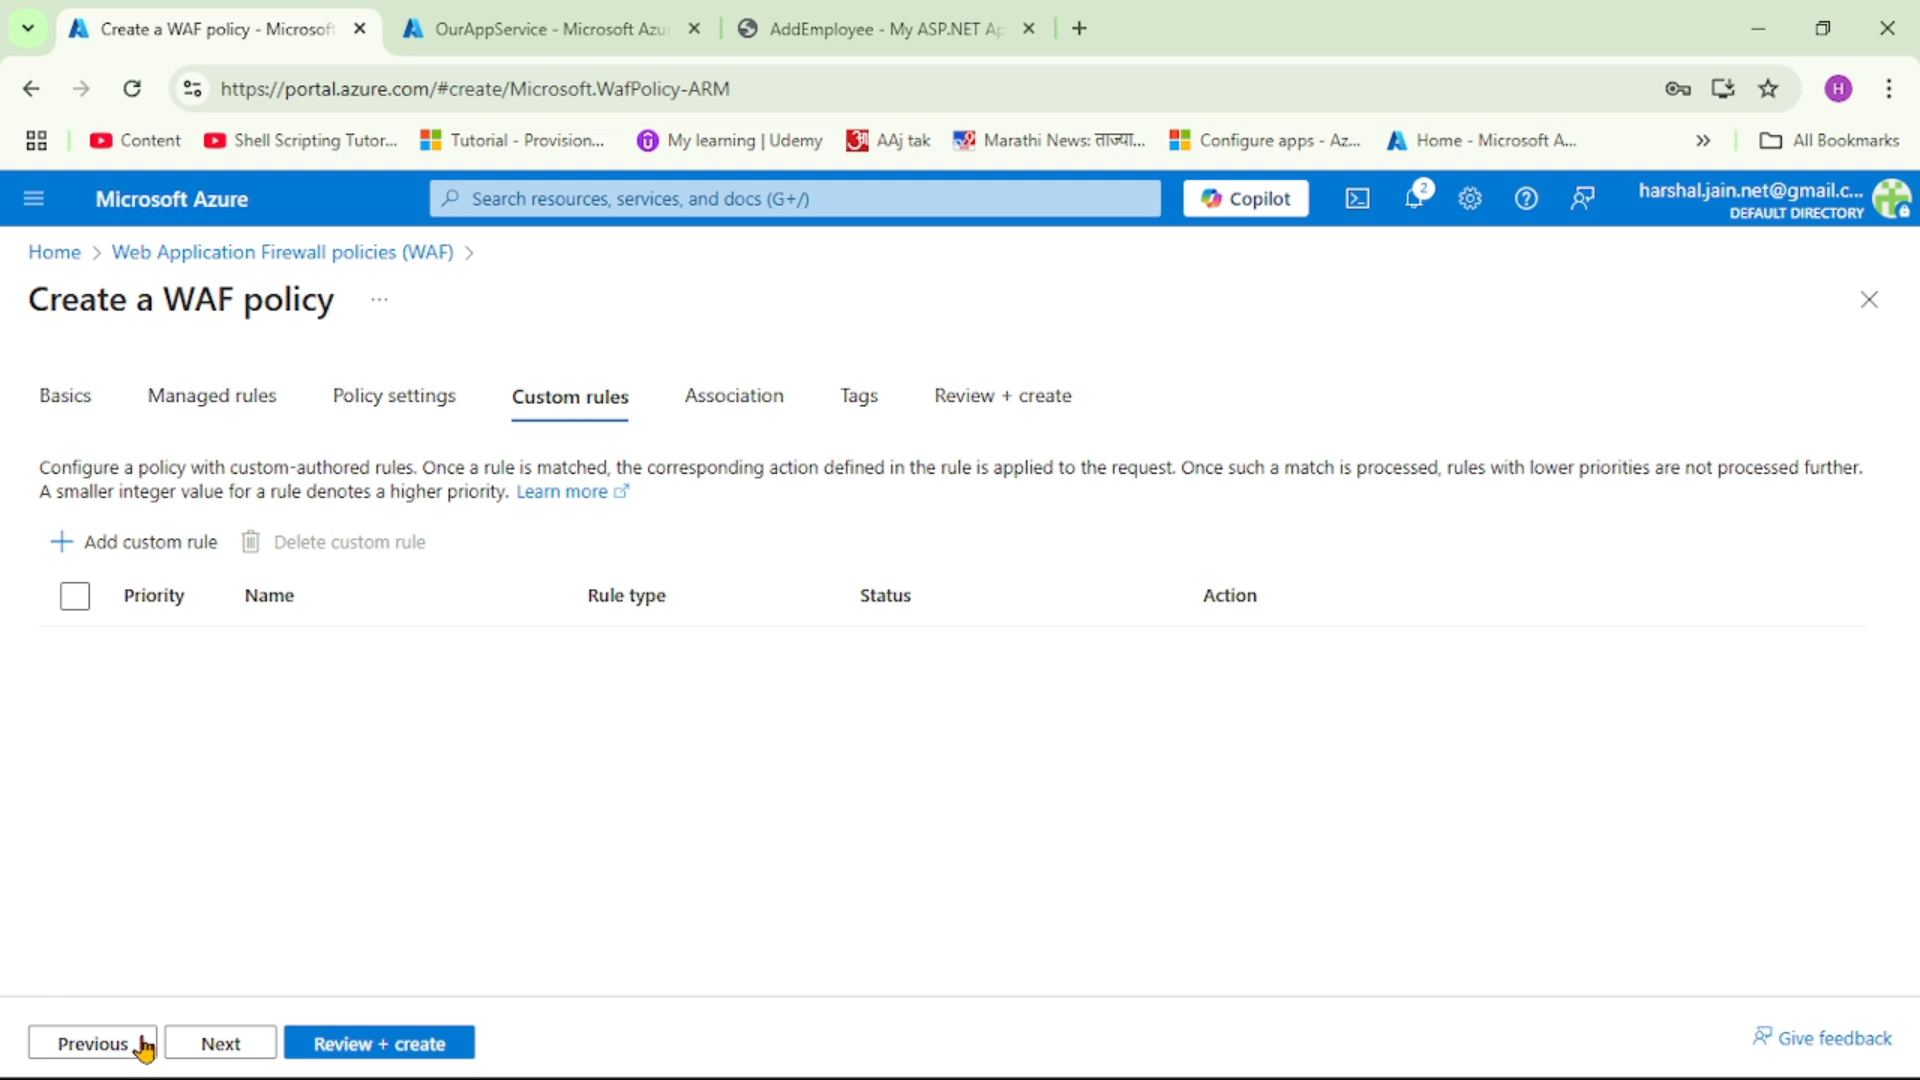 Create a WAF policy - Microsoft
OurAppService - Microsoft Azu
AddEmployee - My ASP.NET Ap
https://portal.azure.com/#create/Microsoft.WafPolicy-ARM
H
Content
Shell Scripting Tutor...
Tutorial - Provision...
My learning | Udemy
AAj tak
Marathi News: ताज्या...
Configure apps - Az...
Home - Microsoft A...
All Bookmarks
Microsoft Azure
Search resources, services, and docs (G+/)
Copilot
2
harshal.jain.net@gmail.c...
DEFAULT DIRECTORY
Home > Web Application Firewall policies (WAF) >
Create a WAF policy ...
Basics
Managed rules
Policy settings
Custom rules
Association
Tags
Review + create
Configure a policy with custom-authored rules. Once a rule is matched, the corresponding action defined in the rule is applied to the request. Once such a match is processed, rules with lower priorities are not processed further.
A smaller integer value for a rule denotes a higher priority. Learn more
Add custom rule
Delete custom rule
Priority
Name
Rule type
Status
Action
Previous
Next
Review + create
Give feedback